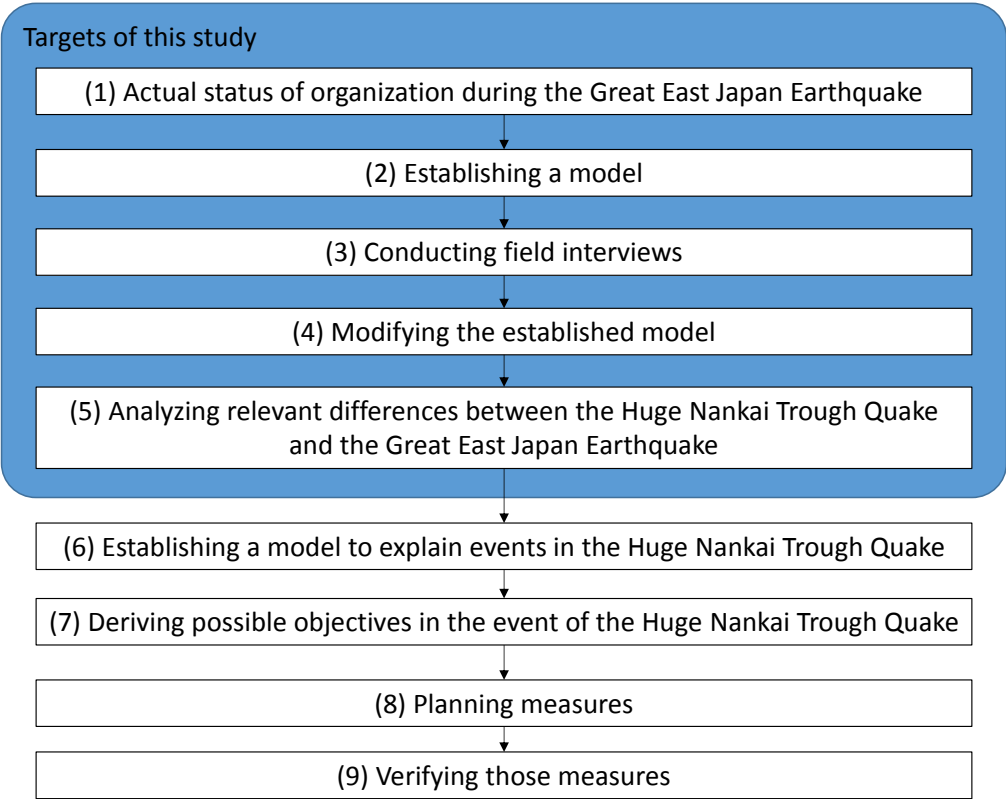 Targets of this study
(1) Actual status of organization during the Great East Japan Earthquake
(2) Establishing a model
(3) Conducting field interviews
(4) Modifying the established model
(5) Analyzing relevant differences between the Huge Nankai Trough Quake
and the Great East Japan Earthquake
(6) Establishing a model to explain events in the Huge Nankai Trough Quake
(7) Deriving possible objectives in the event of the Huge Nankai Trough Quake
(8) Planning measures
(9) Verifying those measures